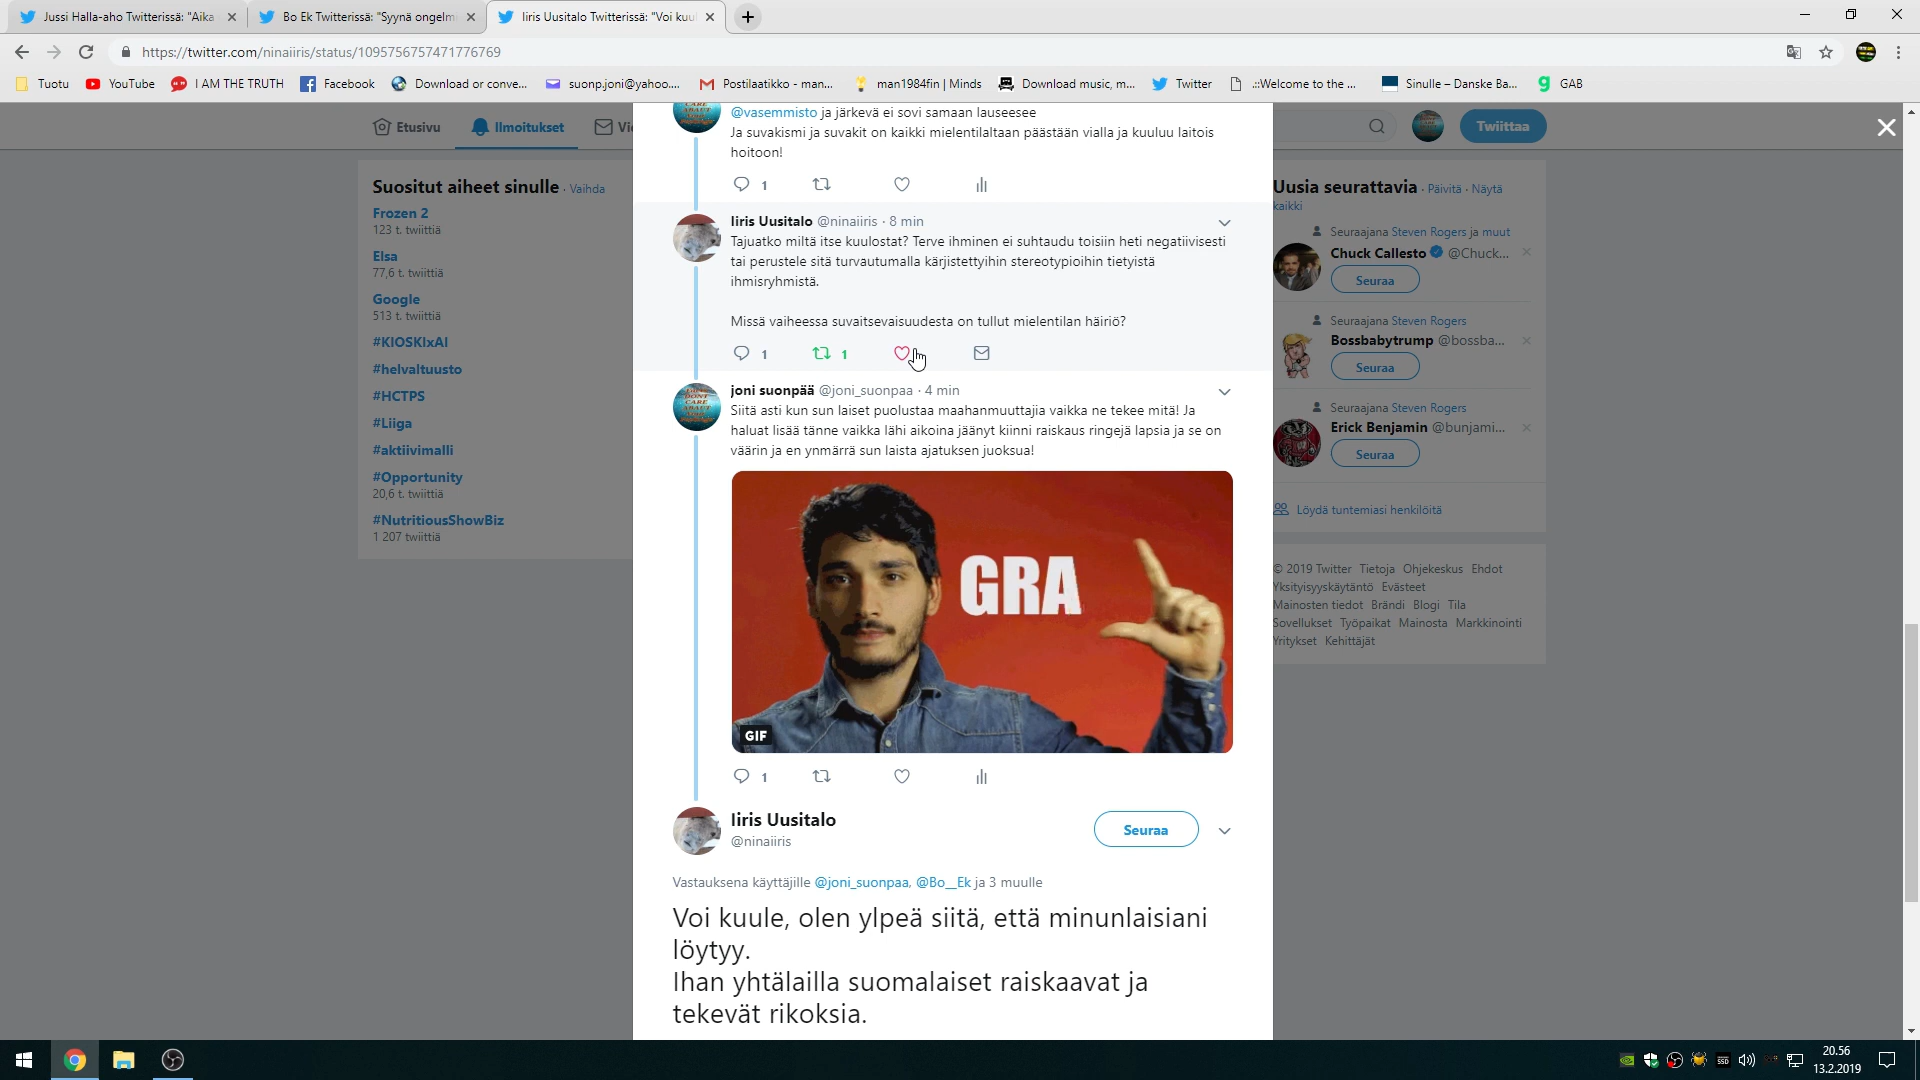 Jussi Halla-aho Twitterissä: "Aika
Bo Ek Twitterissä: "Syynä ongelmi
Iiris Uusitalo Twitterissä: "Voi kuul
https://twitter.com/ninaiiris/status/1095756757471776769
Tuotu
YouTube
I AM THE TRUTH
Facebook
Download or conve...
suonp.joni@yahoo....
Postilaatikko - man...
man1984fin | Minds
Download music, m...
Twitter
.::Welcome to the ...
Sinulle – Danske Ba...
GAB
Etusivu
Ilmoitukset
Vie
Twiittaa
Suositut aiheet sinulle · Vaihda
Frozen 2
123 t. twiittiä
Elsa
77,6 t. twiittiä
Google
513 t. twiittiä
#KIOSKIxAI
#helvaltuusto
#HCTPS
#Liiga
#aktiivimalli
#Opportunity
20,6 t. twiittiä
#NutritiousShowBiz
1 207 twiittiä
@vasemmisto ja järkevä ei sovi samaan lauseesee
Ja suvakismi ja suvakit on kaikki mielentilaltaan päästään vialla ja kuuluu laitois
hoitoon!
1
Iiris Uusitalo @ninaiiris · 8 min
Tajuatko miltä itse kuulostat? Terve ihminen ei suhtaudu toisiin heti negatiivisesti
tai perustele sitä turvautumalla kärjistettyihin stereotypioihin tietyistä
ihmisryhmistä.
Missä vaiheessa suvaitsevaisuudesta on tullut mielentilan häiriö?
1 1
joni suonpää @joni_suonpaa · 4 min
Siitä asti kun sun laiset puolustaa maahanmuuttajia vaikka ne tekee mitä! Ja
haluat lisää tänne vaikka lähi aikoina jäänyt kiinni raiskaus ringejä lapsia ja se on
väärin ja en ynmärrä sun laista ajatuksen juoksua!
GRA
GIF
1
Iiris Uusitalo
@ninaiiris
Seuraa
Vastauksena käyttäjille @joni_suonpaa, @Bo__Ek ja 3 muulle
Voi kuule, olen ylpeä siitä, että minunlaisiani
löytyy.
Ihan yhtälailla suomalaiset raiskaavat ja
tekevät rikoksia.
Uusia seurattavia · Päivitä · Näytä
kaikki
Seuraajana Steven Rogers ja muut
Chuck Callesto @Chuck...
Seuraa
Seuraajana Steven Rogers
Bossbabytrump @bossba...
Seuraa
Seuraajana Steven Rogers
Erick Benjamin @bunjami...
Seuraa
Löydä tuntemiasi henkilöitä
© 2019 Twitter Tietoja Ohjekeskus Ehdot
Yksityisyyskäytäntö Evästeet
Mainosten tiedot Brändi Blogi Tila
Sovellukset Työpaikat Mainosta Markkinointi
Yritykset Kehittäjät
20.56
13.2.2019